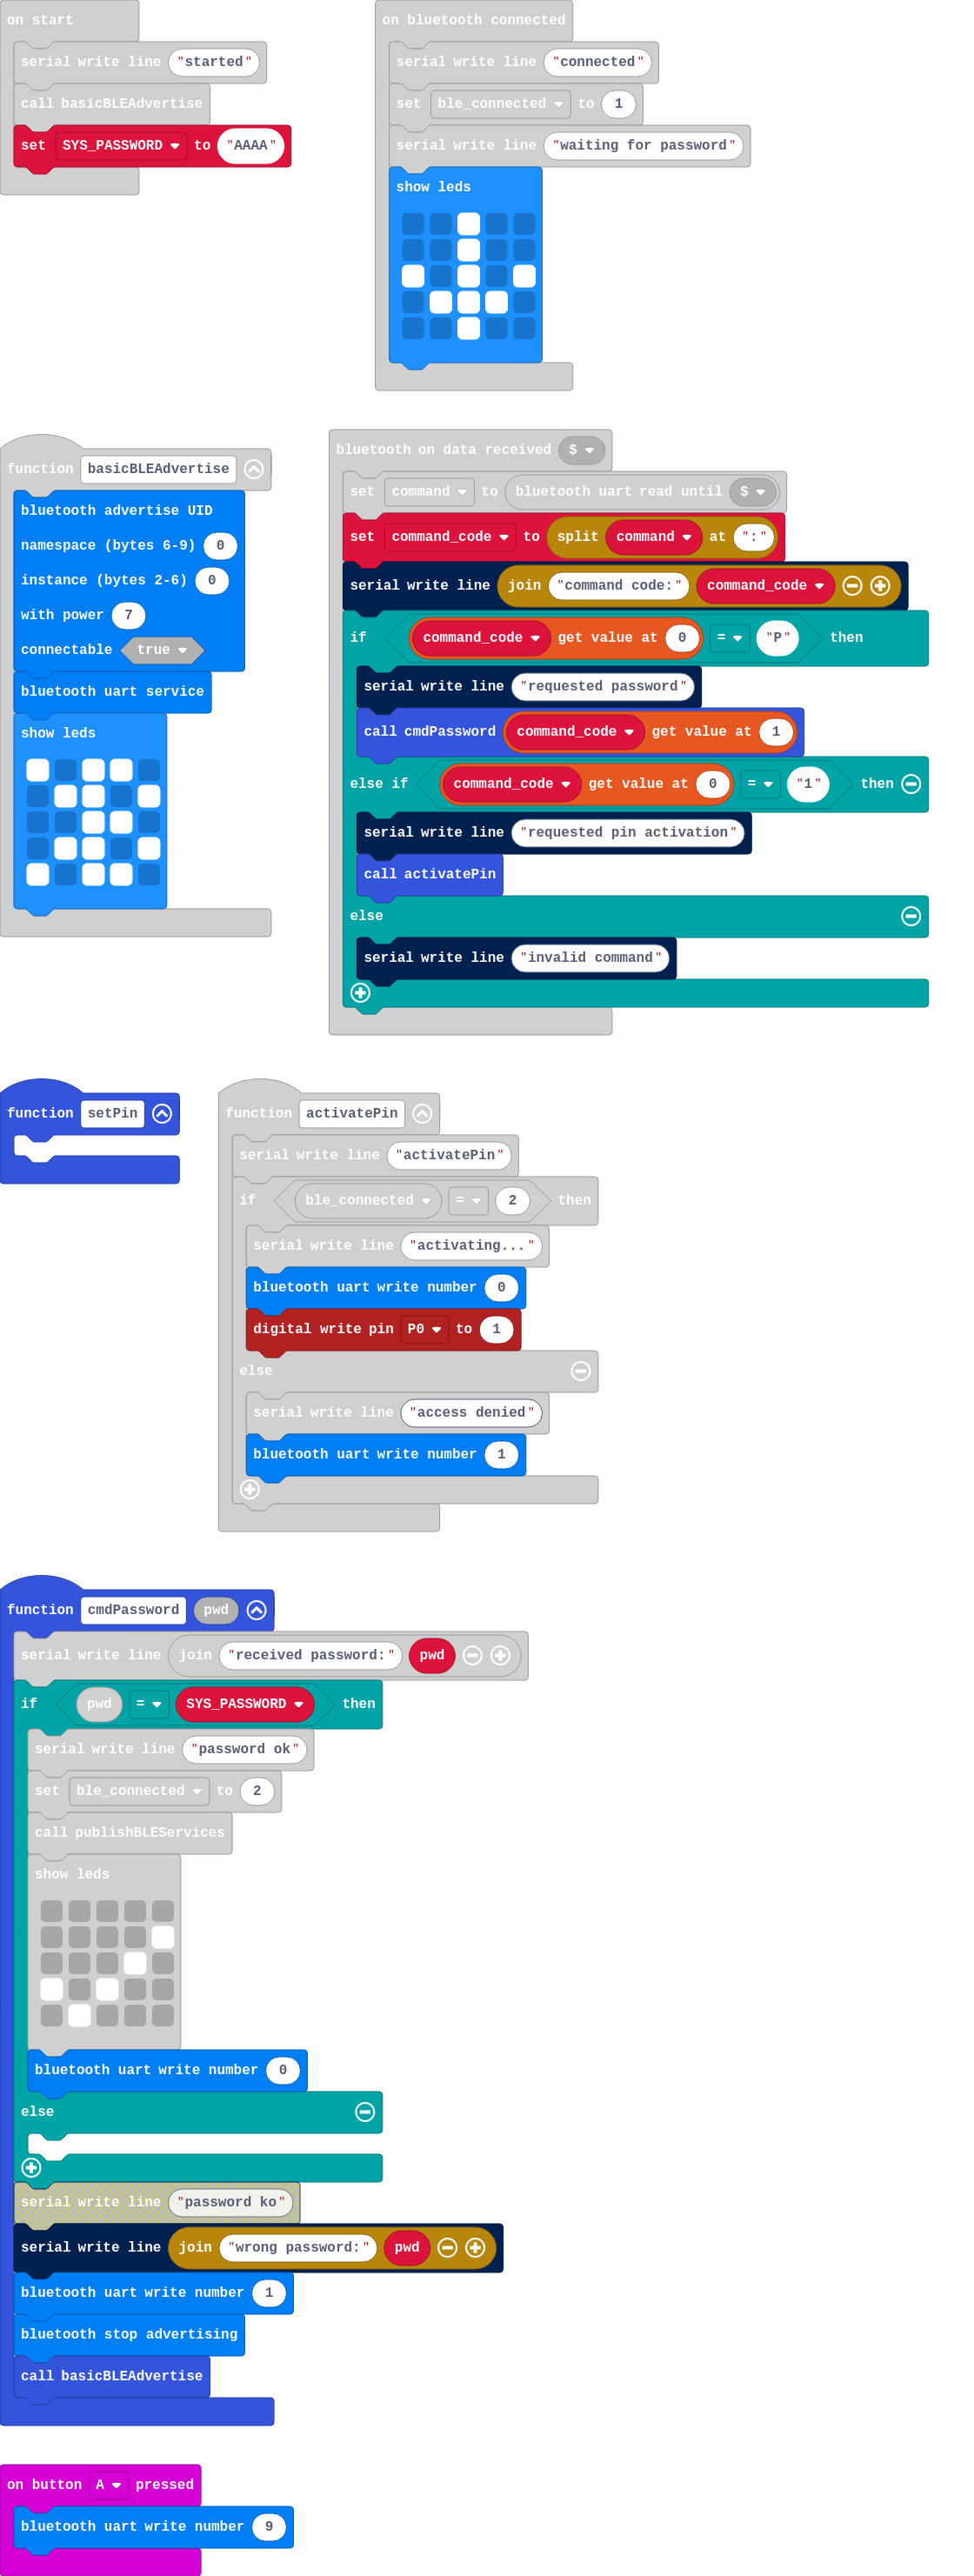 on start
serial write line "started"
call basicBLEAdvertise
set SYS_PASSWORD to "AAAA"
on bluetooth connected
serial write line "connected"
set ble_connected to 1
serial write line "waiting for password"
show leds
function basicBLEAdvertise
bluetooth advertise UID
namespace (bytes 6-9) 0
instance (bytes 2-6) 0
with power 7
connectable true
bluetooth uart service
show leds
bluetooth on data received $
set command to bluetooth uart read until $
set command_code to split command at ":"
serial write line join "command code:" command_code
if command_code get value at 0 = "P" then
serial write line "requested password"
call cmdPassword command_code get value at 1
else if command_code get value at 0 = "1" then
serial write line "requested pin activation"
call activatePin
else
serial write line "invalid command"
function setPin
function activatePin
serial write line "activatePin"
if ble_connected = 2 then
serial write line "activating..."
bluetooth uart write number 0
digital write pin P0 to 1
else
serial write line "access denied"
bluetooth uart write number 1
function cmdPassword pwd
serial write line join "received password:" pwd
if pwd = SYS_PASSWORD then
serial write line "password ok"
set ble_connected to 2
call publishBLEServices
show leds
bluetooth uart write number 0
else
serial write line "password ko"
serial write line join "wrong password:" pwd
bluetooth uart write number 1
bluetooth stop advertising
call basicBLEAdvertise
on button A pressed
bluetooth uart write number 9